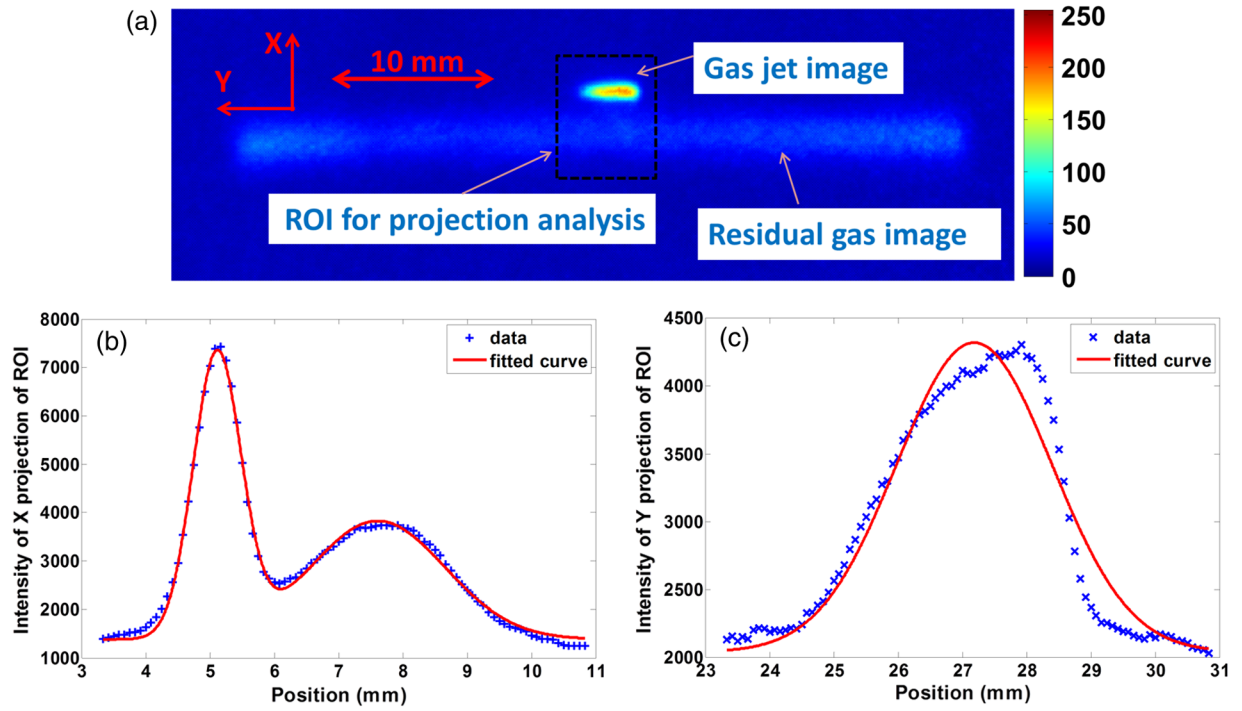 (a)
X
Y
10 mm
Gas jet image
ROI for projection analysis
Residual gas image
250
200
150
100
50
0
(b)
data
fitted curve
Intensity of X projection of ROI
8000
7000
6000
5000
4000
3000
2000
1000
3 4 5 6 7 8 9 10 11
Position (mm)
(c)
data
fitted curve
Intensity of Y projection of ROI
4500
4000
3500
3000
2500
2000
23 24 25 26 27 28 29 30 31
Position (mm)